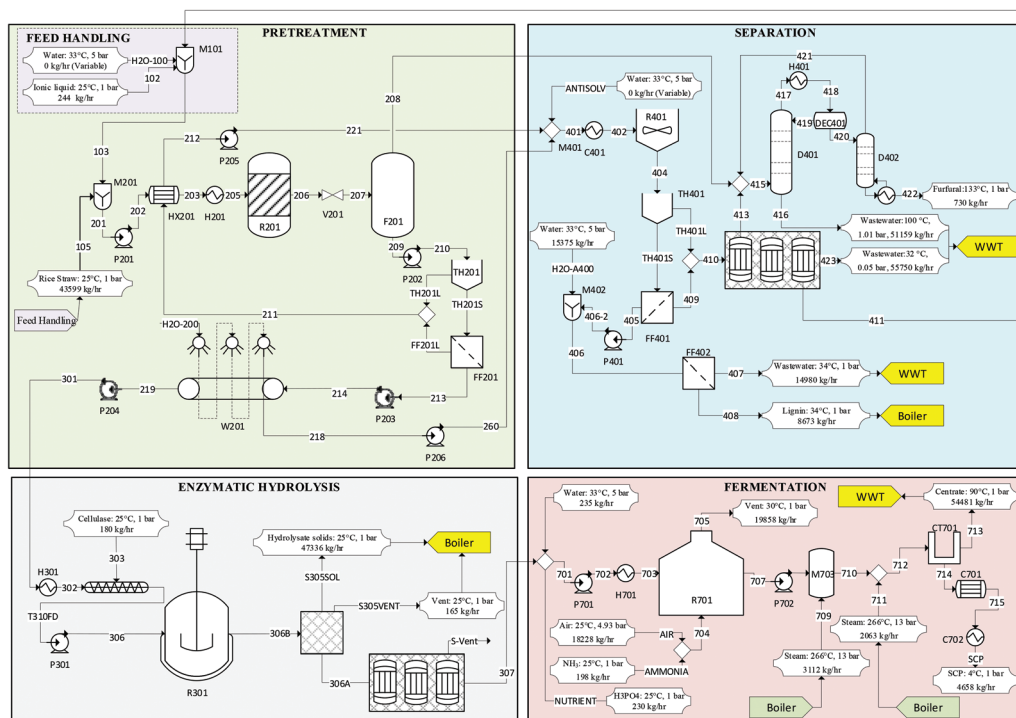 FEED HANDLING
PRETREATMENT
Water: 33°C, 5 bar
0 kg/hr (Variable)
H2O-100
M101
Ionic liquid: 25°C, 1 bar
244 kg/hr
102
208
212
221
P205
103
M201
203
205
206
207
202
HX201
H201
R201
V201
F201
201
P201
105
209
210
P202
TH201
Rice Straw: 25°C, 1 bar
43599 kg/hr
TH201L
TH201S
Feed Handling
211
H2O-200
FF201L
FF201
301
219
214
213
P204
P203
W201
218
260
P206
SEPARATION
Water: 33°C, 5 bar
0 kg/hr (Variable)
ANTISOLV
R401
401
402
M401
C401
404
421
H401
417
418
419
DEC401
420
D401
D402
415
422
Furfural:133°C, 1 bar
730 kg/hr
TH401
TH401L
413
416
Wastewater:100 °C,
1.01 bar, 51159 kg/hr
WWT
Water: 33°C, 5 bar
15375 kg/hr
TH401S
410
423
Wastewater:32 °C,
0.05 bar, 55750 kg/hr
H2O-A400
M402
409
406-2
405
411
P401
FF401
406
FF402
407
Wastewater: 34°C, 1 bar
14980 kg/hr
WWT
408
Lignin: 34°C, 1 bar
8673 kg/hr
Boiler
ENZYMATIC HYDROLYSIS
Cellulase: 25°C, 1 bar
180 kg/hr
303
H301
302
T310FD
306
P301
R301
306B
Hydrolysate solids: 25°C, 1 bar
47336 kg/hr
Boiler
S305SOL
S305VENT
Vent: 25°C, 1 bar
165 kg/hr
S-Vent
306A
307
FERMENTATION
Water: 33°C, 5 bar
235 kg/hr
705
Vent: 30°C, 1 bar
19858 kg/hr
WWT
Centrate: 90°C, 1 bar
54481 kg/hr
713
CT701
701
702
703
P701
H701
R701
707
P702
M703
710
712
714
C701
711
715
709
Air: 25°C, 4.93 bar
18228 kg/hr
AIR
704
Steam: 266°C, 13 bar
2063 kg/hr
C702
NH₃: 25°C, 1 bar
198 kg/hr
AMMONIA
Steam: 266°C, 13 bar
3112 kg/hr
SCP
SCP: 4°C, 1 bar
4658 kg/hr
NUTRIENT
H3PO4: 25°C, 1 bar
230 kg/hr
Boiler
Boiler